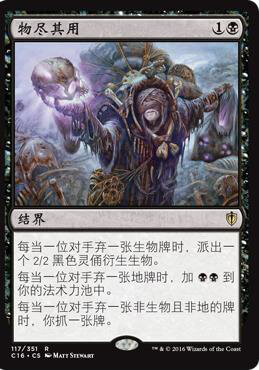 物尽其用 1
结界
每当一位对手弃一张生物牌时，派出一
个 2/2 黑色灵俑衍生生物。
每当一位对手弃一张地牌时，加 到
你的法术力池中。
每当一位对手弃一张非生物且非地的牌
时，你抓一张牌。
117/351 R
C16 • CS MATT STEWART
™ & © 2016 Wizards of the Coast